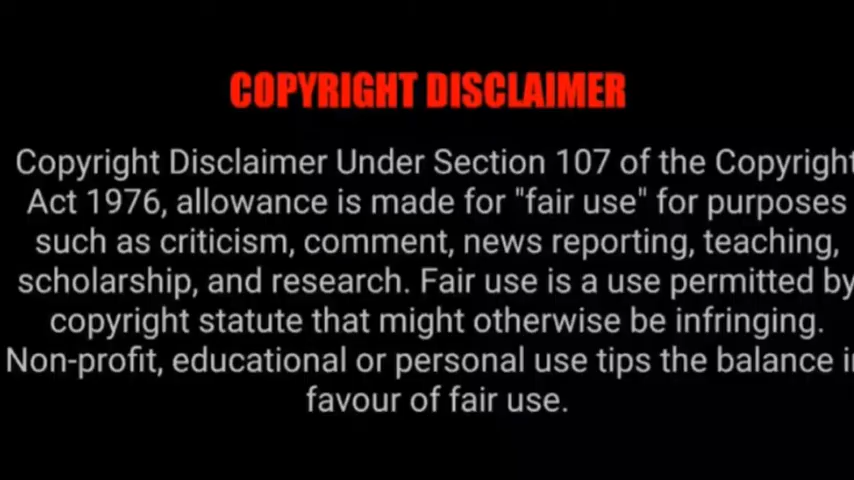 COPYRIGHT DISCLAIMER
Copyright Disclaimer Under Section 107 of the Copyright
Act 1976, allowance is made for "fair use" for purposes
such as criticism, comment, news reporting, teaching,
scholarship, and research. Fair use is a use permitted by
copyright statute that might otherwise be infringing.
Non-profit, educational or personal use tips the balance in
favour of fair use.